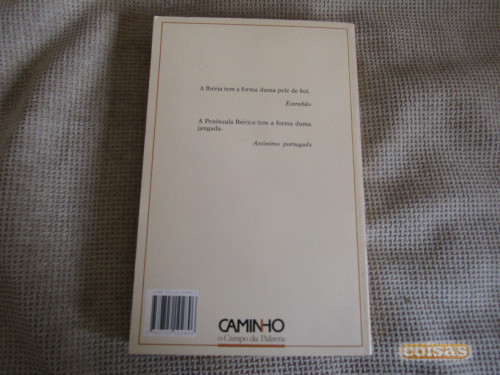 A Ibéria tem a forma duma pele de boi.
Estrabão
A Península Ibérica tem a forma duma
jangada.
Anónimo português
CAMINHO
o Campo da Palavra
coisas